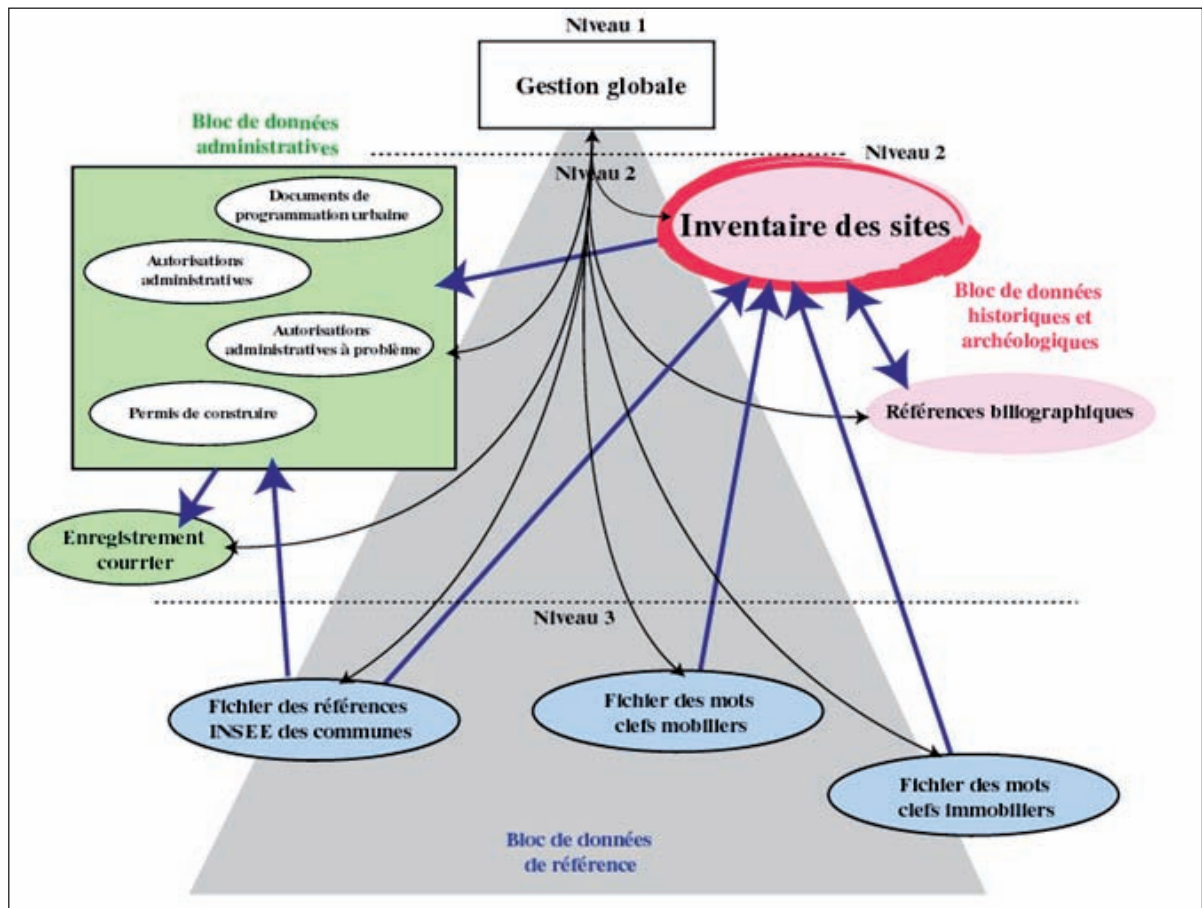 Niveau 1
Gestion globale
Bloc de données
administratives
Niveau 2
Niveau 2
Documents de
programmation urbaine
Inventaire des sites
Autorisations
administratives
Bloc de données
historiques et
archéologiques
Autorisations
administratives à problème
Permis de construire
Références biliographiques
Enregistrement
courrier
Niveau 3
Fichier des références
INSEE des communes
Fichier des mots
clefs mobiliers
Fichier des mots
clefs immobiliers
Bloc de données
de référence